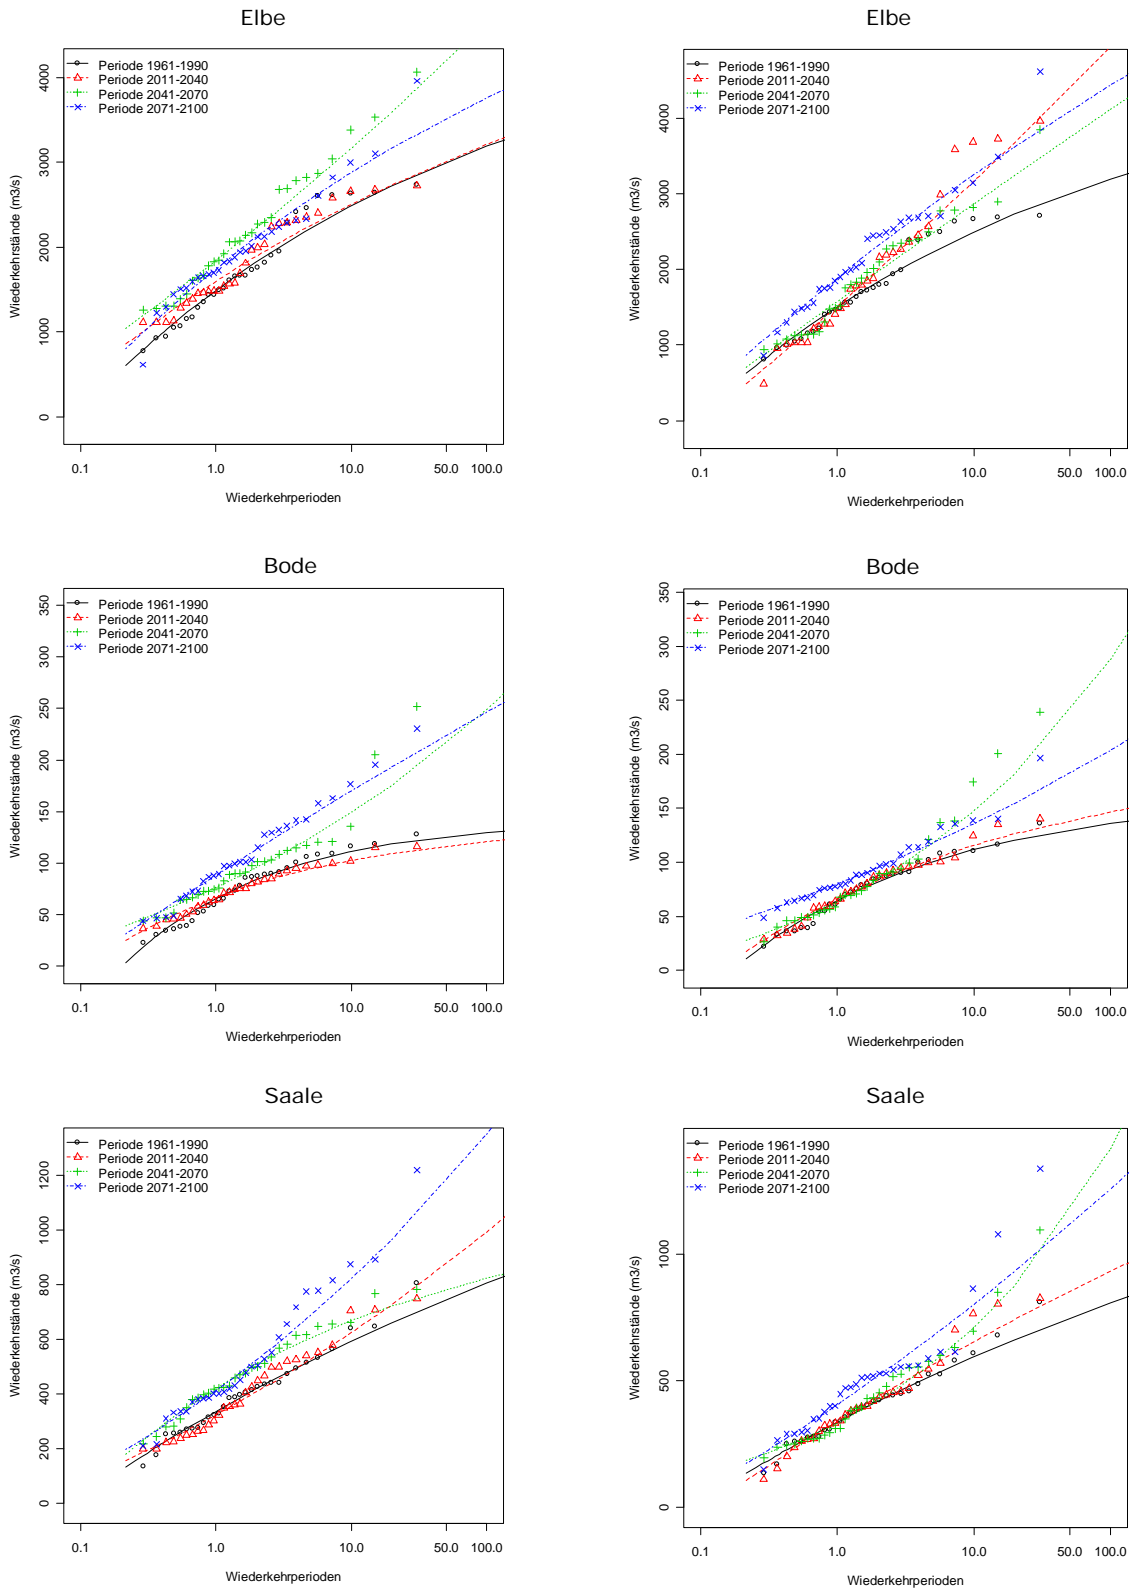 Elbe
Wiederkehrstände (m3/s)
4000
3000
2000
1000
0
Periode 1961-1990
Periode 2011-2040
Periode 2041-2070
Periode 2071-2100
0.1 1.0 10.0 50.0 100.0
Wiederkehrperioden
Elbe
Wiederkehrstände (m3/s)
4000
3000
2000
1000
0
Periode 1961-1990
Periode 2011-2040
Periode 2041-2070
Periode 2071-2100
0.1 1.0 10.0 50.0 100.0
Wiederkehrperioden
Bode
Wiederkehrstände (m3/s)
350
300
250
200
150
100
50
0
Periode 1961-1990
Periode 2011-2040
Periode 2041-2070
Periode 2071-2100
0.1 1.0 10.0 50.0 100.0
Wiederkehrperioden
Bode
Wiederkehrstände (m3/s)
350
300
250
200
150
100
50
0
Periode 1961-1990
Periode 2011-2040
Periode 2041-2070
Periode 2071-2100
0.1 1.0 10.0 50.0 100.0
Wiederkehrperioden
Saale
Wiederkehrstände (m3/s)
1200
1000
800
600
400
200
0
Periode 1961-1990
Periode 2011-2040
Periode 2041-2070
Periode 2071-2100
0.1 1.0 10.0 50.0 100.0
Wiederkehrperioden
Saale
Wiederkehrstände (m3/s)
1000
500
0
Periode 1961-1990
Periode 2011-2040
Periode 2041-2070
Periode 2071-2100
0.1 1.0 10.0 50.0 100.0
Wiederkehrperioden